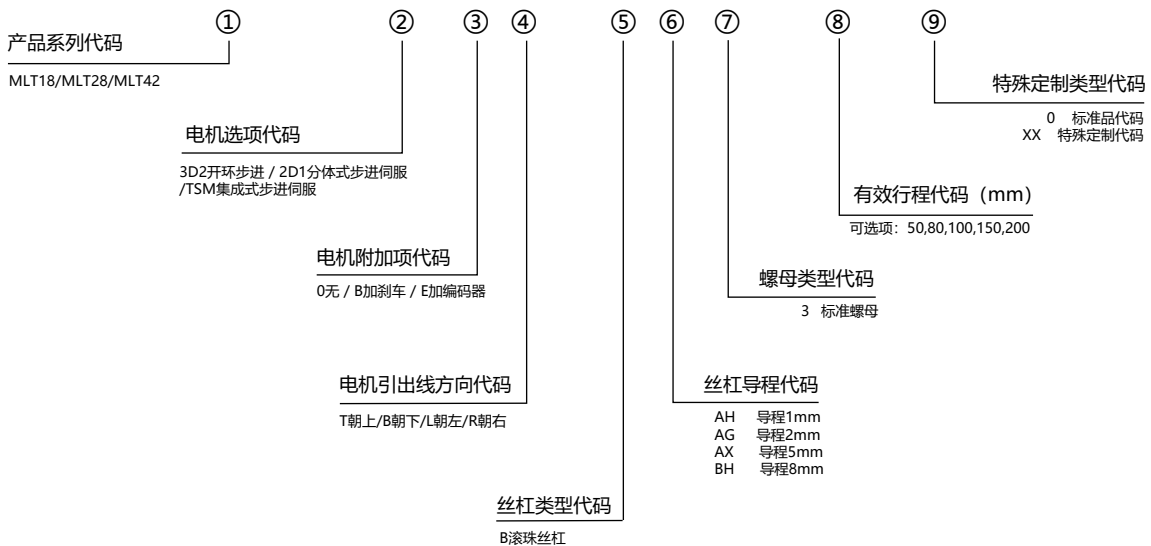 ① ② ③ ④ ⑤ ⑥ ⑦ ⑧ ⑨
产品系列代码
MLT18/MLT28/MLT42
特殊定制类型代码
0 标准品代码
XX 特殊定制代码
电机选项代码
3D2开环步进 / 2D1分体式步进伺服
/TSM集成式步进伺服
有效行程代码（mm）
可选项：50,80,100,150,200
电机附加项代码
0无 / B加刹车 / E加编码器
螺母类型代码
3 标准螺母
电机引出线方向代码
T朝上/B朝下/L朝左/R朝右
丝杠导程代码
AH 导程1mm
AG 导程2mm
AX 导程5mm
BH 导程8mm
丝杠类型代码
B滚珠丝杠